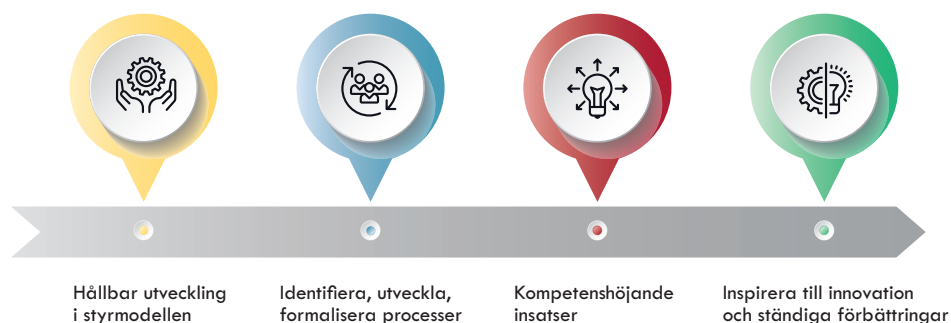 Hållbar utveckling
i styrmodellen
Identifiera, utveckla,
formalisera processer
Kompetenshöjande
insatser
Inspirera till innovation
och ständiga förbättringar